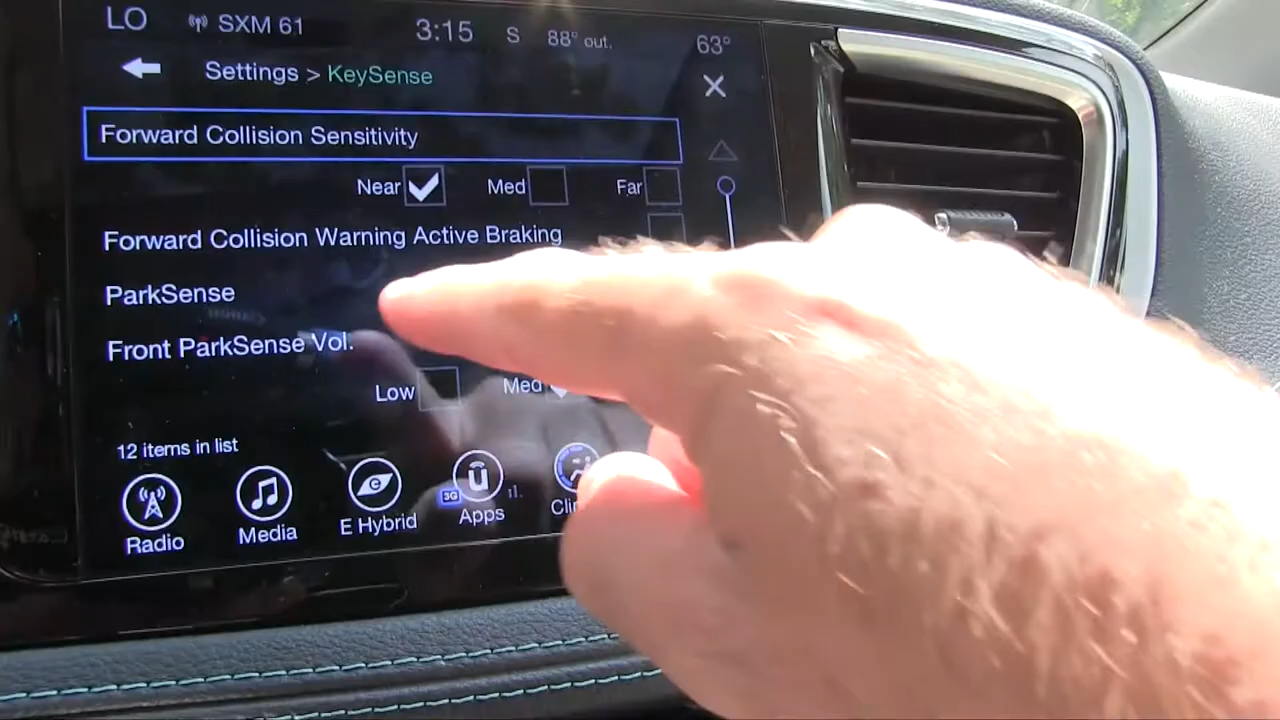 LO SXM 61 3:15 S 88° out. 63°
Settings > KeySense
Forward Collision Sensitivity
Near Med Far
Forward Collision Warning Active Braking
ParkSense
Front ParkSense Vol.
Low Med
12 items in list
3G
Radio Media E Hybrid Apps